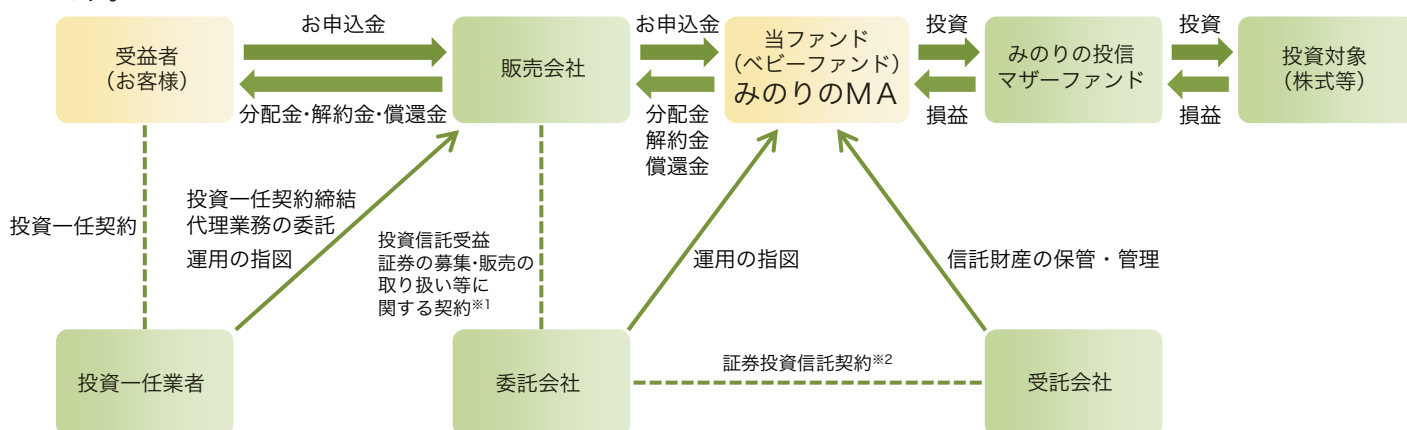 お申込金
お申込金
投資
投資
受益者
（お客様）
販売会社
当ファンド
（ベビーファンド）
みのりのＭＡ
みのりの投信
マザーファンド
投資対象
（株式等）
分配金･解約金･償還金
分配金
解約金
償還金
損益
損益
投資一任契約
投資一任契約締結
代理業務の委託
運用の指図
投資信託受益
証券の募集･販売の
取り扱い等に
関する契約※1
運用の指図
信託財産の保管・管理
投資一任業者
委託会社
証券投資信託契約※2
受託会社